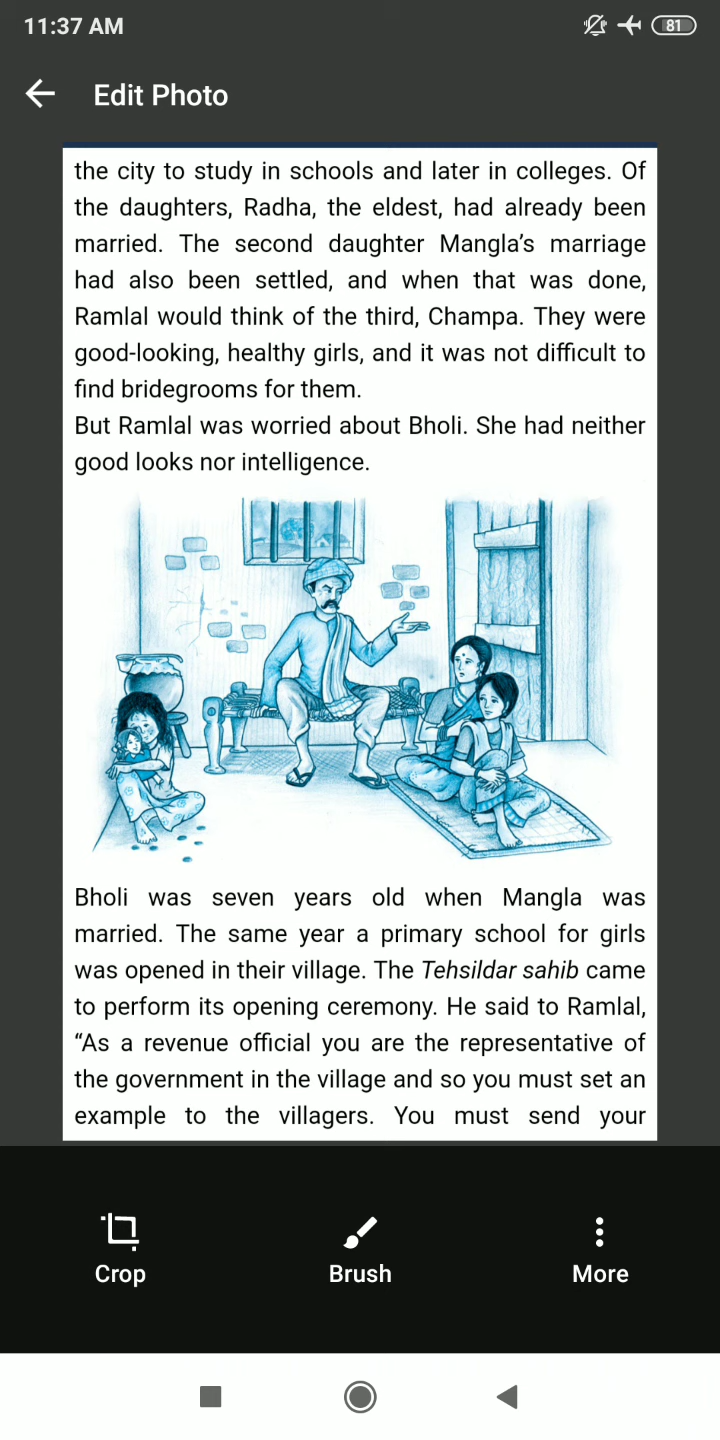 11:37 AM
81
Edit Photo
the city to study in schools and later in colleges. Of
the daughters, Radha, the eldest, had already been
married. The second daughter Mangla’s marriage
had also been settled, and when that was done,
Ramlal would think of the third, Champa. They were
good-looking, healthy girls, and it was not difficult to
find bridegrooms for them.
But Ramlal was worried about Bholi. She had neither
good looks nor intelligence.
Bholi was seven years old when Mangla was
married. The same year a primary school for girls
was opened in their village. The Tehsildar sahib came
to perform its opening ceremony. He said to Ramlal,
“As a revenue official you are the representative of
the government in the village and so you must set an
example to the villagers. You must send your
Crop
Brush
More